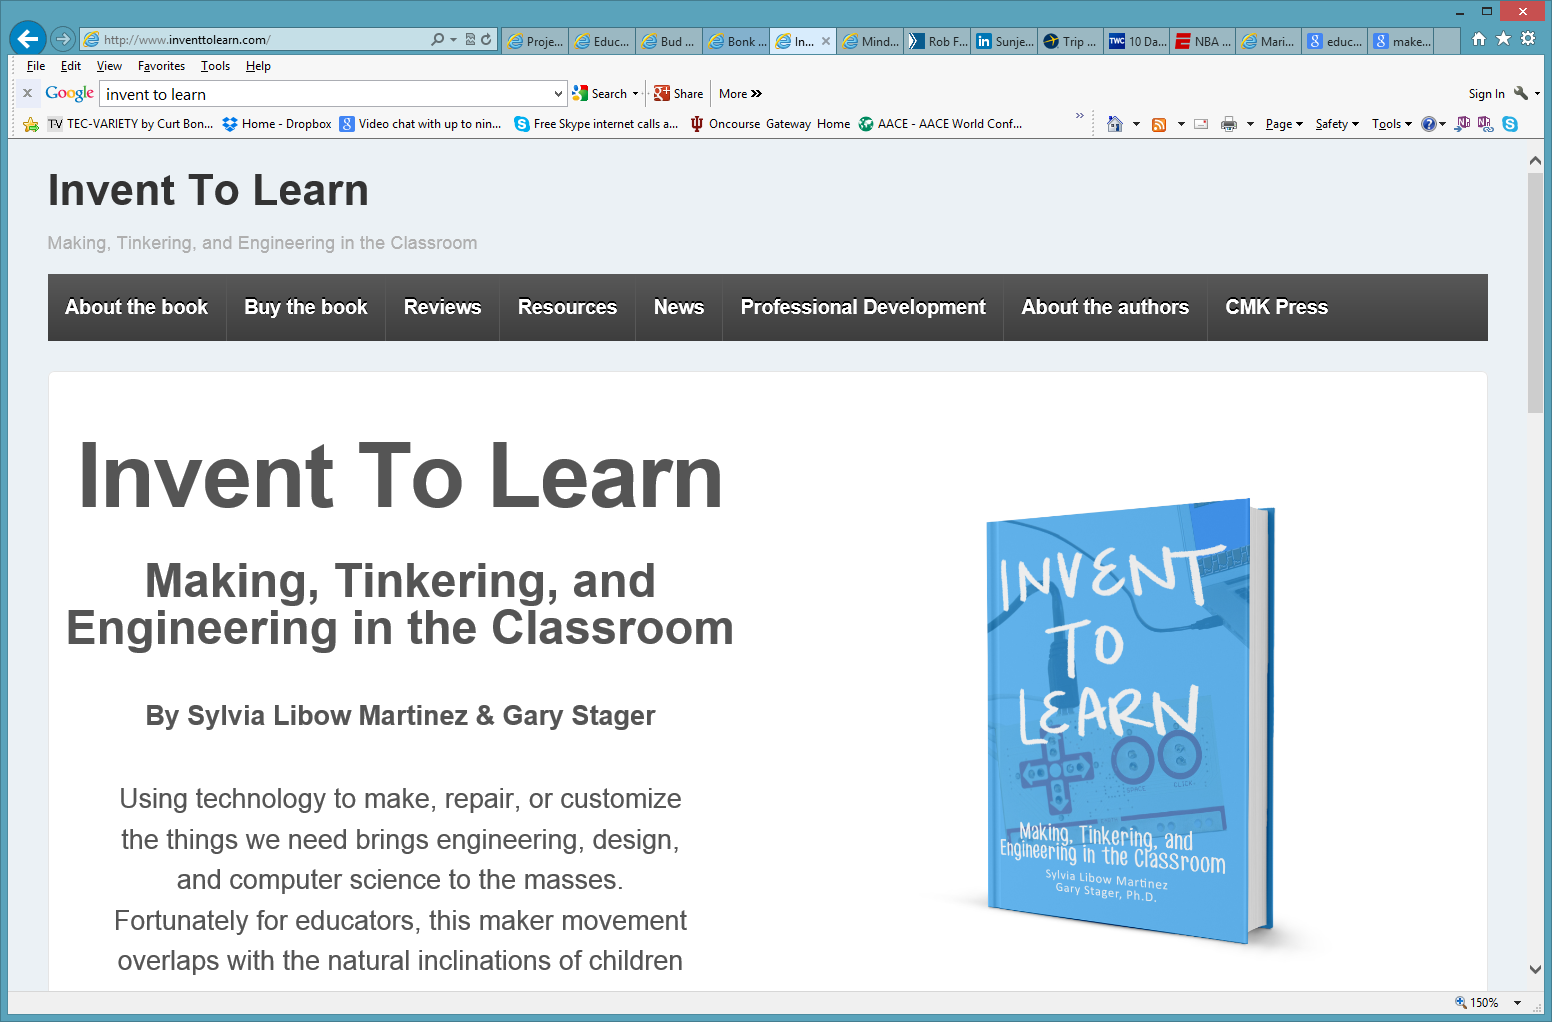 http://www.inventtolearn.com/
Proje...
Educ...
Bud ...
Bonk ...
In...
Mind...
Rob F...
Sunje...
Trip ...
10 Da...
NBA ...
Mari...
educ...
make...
File Edit View Favorites Tools Help
Google invent to learn Search Share More Sign In
TEC-VARIETY by Curt Bon... Home - Dropbox Video chat with up to nin... Free Skype internet calls a... Oncourse Gateway Home AACE - AACE World Conf... Page Safety Tools
Invent To Learn
Making, Tinkering, and Engineering in the Classroom
About the book Buy the book Reviews Resources News Professional Development About the authors CMK Press
Invent To Learn
Making, Tinkering, and
Engineering in the Classroom
By Sylvia Libow Martinez & Gary Stager
Using technology to make, repair, or customize
the things we need brings engineering, design,
and computer science to the masses.
Fortunately for educators, this maker movement
overlaps with the natural inclinations of children
INVENT
TO
LEARN
SPACE CLICK
Making, Tinkering, and
Engineering in the Classroom
Sylvia Libow Martinez
Gary Stager, Ph.D.
150%